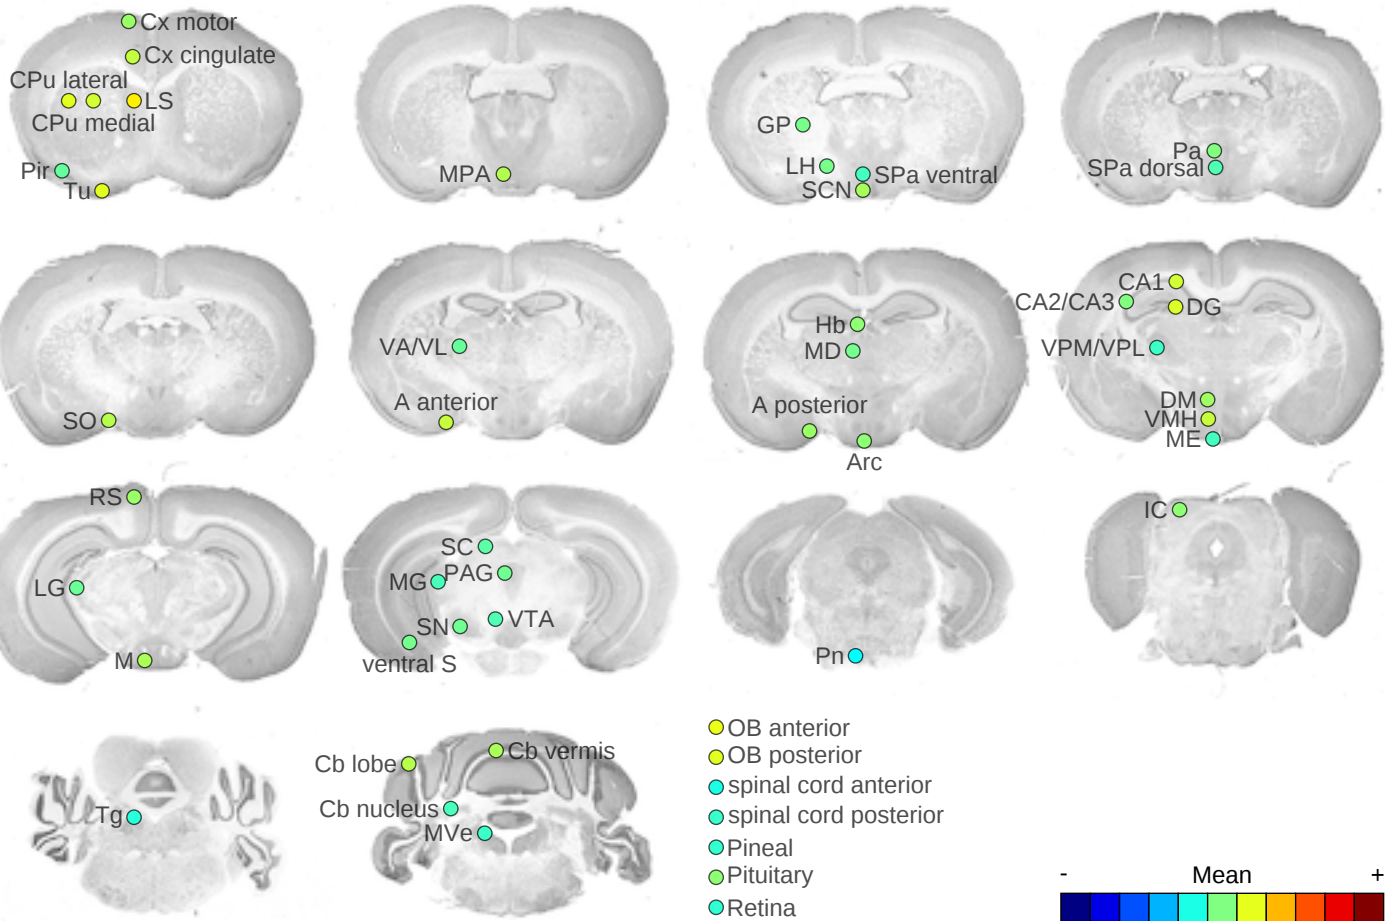 Cx motor
Cx cingulate
CPu lateral
LS
CPu medial
Pir
Tu
MPA
GP
LH
SPa ventral
SCN
Pa
SPa dorsal
SO
VA/VL
A anterior
Hb
MD
A posterior
Arc
CA1
CA2/CA3
DG
VPM/VPL
DM
VMH
ME
RS
LG
M
SC
PAG
MG
VTA
SN
ventral S
Pn
IC
Tg
Cb lobe
Cb vermis
Cb nucleus
MVe
OB anterior
OB posterior
spinal cord anterior
spinal cord posterior
Pineal
Pituitary
Retina
- Mean +